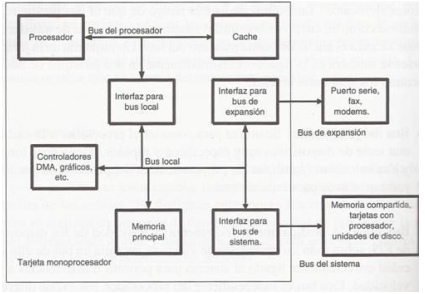 Procesador
Bus del procesador
Cache
Interfaz para
bus local
Interfaz para
bus de
expansión
Puerto serie,
fax,
modems.
Bus de expansión
Controladores
DMA, gráficos,
etc.
Bus local
Memoria
principal
Interfaz para
bus de
sistema.
Memoria compartida,
tarjetas con
procesador,
unidades de disco.
Tarjeta monoprocesador
Bus del sistema